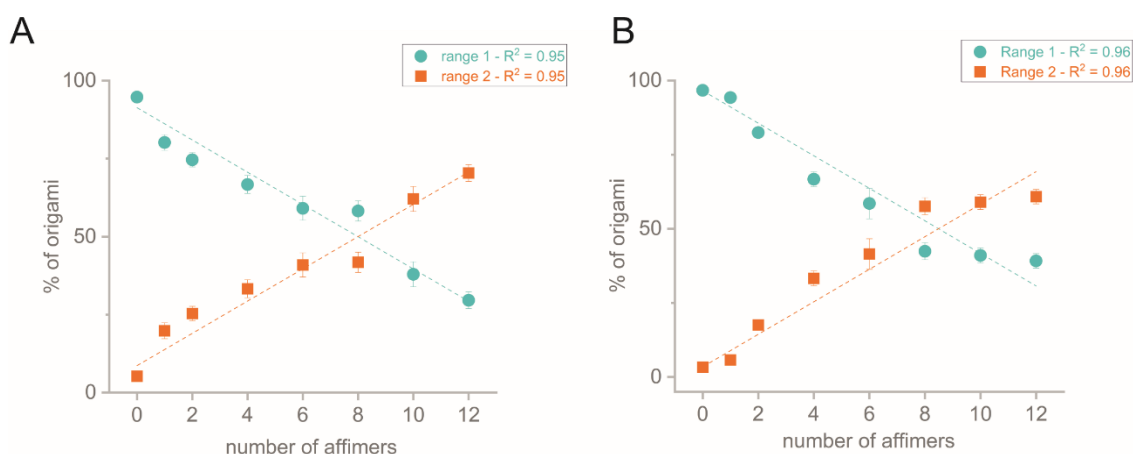 A
range 1 - R² = 0.95
range 2 - R² = 0.95
100
50
0
% of origami
0 2 4 6 8 10 12
number of affimers
B
Range 1 - R² = 0.96
Range 2 - R² = 0.96
100
50
0
% of origami
0 2 4 6 8 10 12
number of affimers